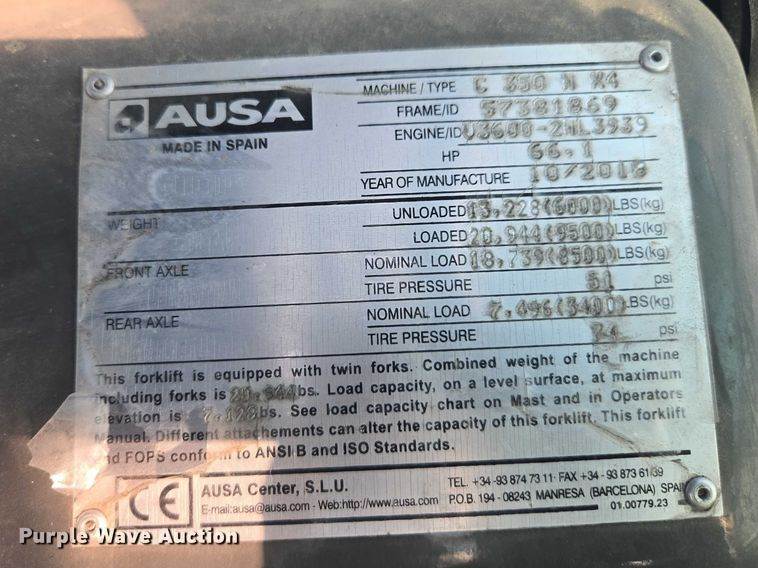 AUSA
MADE IN SPAIN
MACHINE / TYPE C 350 H X4
FRAME/ID 57381869
ENGINE/ID V3600-2HL3939
HP 66.1
YEAR OF MANUFACTURE 10/2018
WEIGHT UNLOADED 13,228(6000)LBS(kg)
LOADED 20,944(9500)LBS(kg)
FRONT AXLE NOMINAL LOAD 18,739(8500)LBS(kg)
TIRE PRESSURE psi
REAR AXLE NOMINAL LOAD 7,496(3400)LBS(kg)
TIRE PRESSURE psi
This forklift is equipped with twin forks. Combined weight of the machine
including forks is 20,944bs. Load capacity, on a level surface, at maximum
elevation is bs. See load capacity chart on Mast and in Operators
Manual. Different attachements can alter the capacity of this forklift. This forklift
and FOPS conform to ANSI B and ISO Standards.
CE
AUSA Center, S.L.U.
E-mail:ausa@ausa.com - Web:http://www.ausa.com
TEL. +34 -93 874 73 11 - FAX +34 - 93 873 61 39
P.O.B. 194 - 08243 MANRESA (BARCELONA) SPAIN
01.00779.23
Purple Wave Auction
Purple Wave Auction